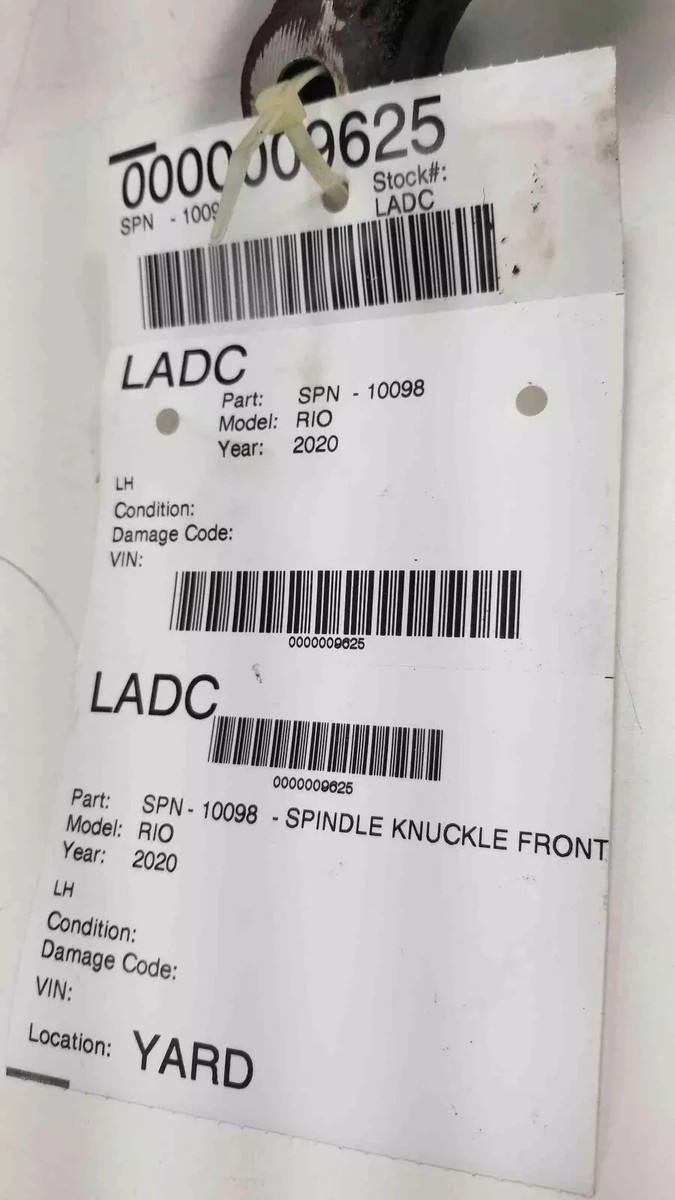 0000009625
SPN - 1009
Stock#:
LADC
LADC
Part: SPN - 10098
Model: RIO
Year: 2020
LH
Condition:
Damage Code:
VIN:
0000009625
LADC
0000009625
Part: SPN - 10098 - SPINDLE KNUCKLE FRONT
Model: RIO
Year: 2020
LH
Condition:
Damage Code:
VIN:
Location: YARD